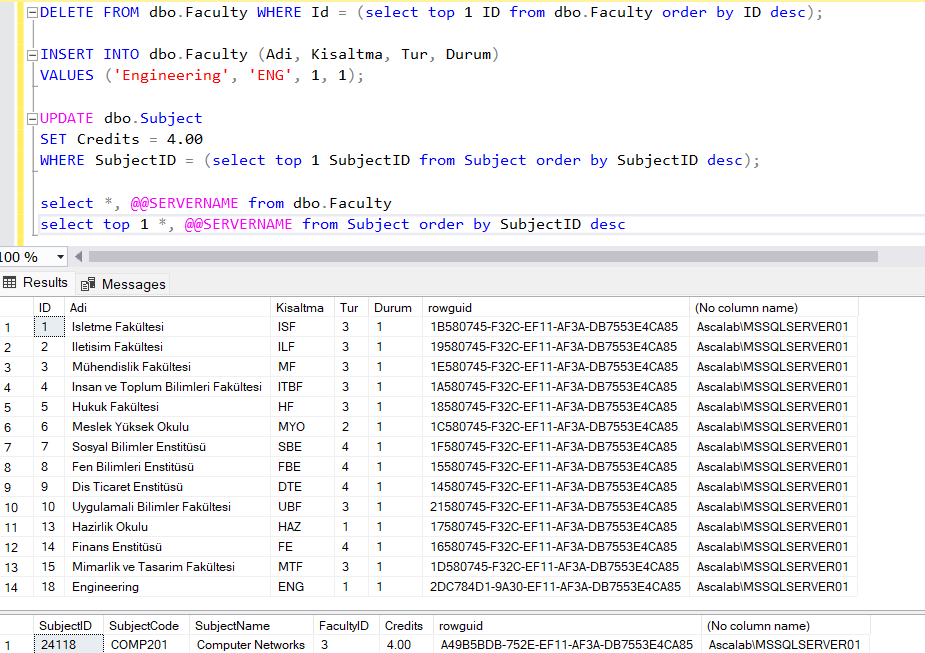 DELETE FROM dbo.Faculty WHERE Id = (select top 1 ID from dbo.Faculty order by ID desc);
INSERT INTO dbo.Faculty (Adi, Kisaltma, Tur, Durum)
VALUES ('Engineering', 'ENG', 1, 1);
UPDATE dbo.Subject
SET Credits = 4.00
WHERE SubjectID = (select top 1 SubjectID from Subject order by SubjectID desc);
select *, @@SERVERNAME from dbo.Faculty
select top 1 *, @@SERVERNAME from Subject order by SubjectID desc
100 %
Results Messages
ID Adi Kisaltma Tur Durum rowguid (No column name)
1 1 Isletme Fakültesi ISF 3 1 1B580745-F32C-EF11-AF3A-DB7553E4CA85 Ascalab\MSSQLSERVER01
2 2 Iletisim Fakültesi ILF 3 1 19580745-F32C-EF11-AF3A-DB7553E4CA85 Ascalab\MSSQLSERVER01
3 3 Mühendislik Fakültesi MF 3 1 1E580745-F32C-EF11-AF3A-DB7553E4CA85 Ascalab\MSSQLSERVER01
4 4 Insan ve Toplum Bilimleri Fakültesi ITBF 3 1 1A580745-F32C-EF11-AF3A-DB7553E4CA85 Ascalab\MSSQLSERVER01
5 5 Hukuk Fakültesi HF 3 1 18580745-F32C-EF11-AF3A-DB7553E4CA85 Ascalab\MSSQLSERVER01
6 6 Meslek Yüksek Okulu MYO 2 1 1C580745-F32C-EF11-AF3A-DB7553E4CA85 Ascalab\MSSQLSERVER01
7 7 Sosyal Bilimler Enstitüsü SBE 4 1 1F580745-F32C-EF11-AF3A-DB7553E4CA85 Ascalab\MSSQLSERVER01
8 8 Fen Bilimleri Enstitüsü FBE 4 1 15580745-F32C-EF11-AF3A-DB7553E4CA85 Ascalab\MSSQLSERVER01
9 9 Dis Ticaret Enstitüsü DTE 4 1 14580745-F32C-EF11-AF3A-DB7553E4CA85 Ascalab\MSSQLSERVER01
10 10 Uygulamali Bilimler Fakültesi UBF 3 1 21580745-F32C-EF11-AF3A-DB7553E4CA85 Ascalab\MSSQLSERVER01
11 13 Hazirlik Okulu HAZ 1 1 17580745-F32C-EF11-AF3A-DB7553E4CA85 Ascalab\MSSQLSERVER01
12 14 Finans Enstitüsü FE 4 1 16580745-F32C-EF11-AF3A-DB7553E4CA85 Ascalab\MSSQLSERVER01
13 15 Mimarlik ve Tasarim Fakültesi MTF 3 1 1D580745-F32C-EF11-AF3A-DB7553E4CA85 Ascalab\MSSQLSERVER01
14 18 Engineering ENG 1 1 2DC784D1-9A30-EF11-AF3A-DB7553E4CA85 Ascalab\MSSQLSERVER01
SubjectID SubjectCode SubjectName FacultyID Credits rowguid (No column name)
1 24118 COMP201 Computer Networks 3 4.00 A49B5BDB-752E-EF11-AF3A-DB7553E4CA85 Ascalab\MSSQLSERVER01